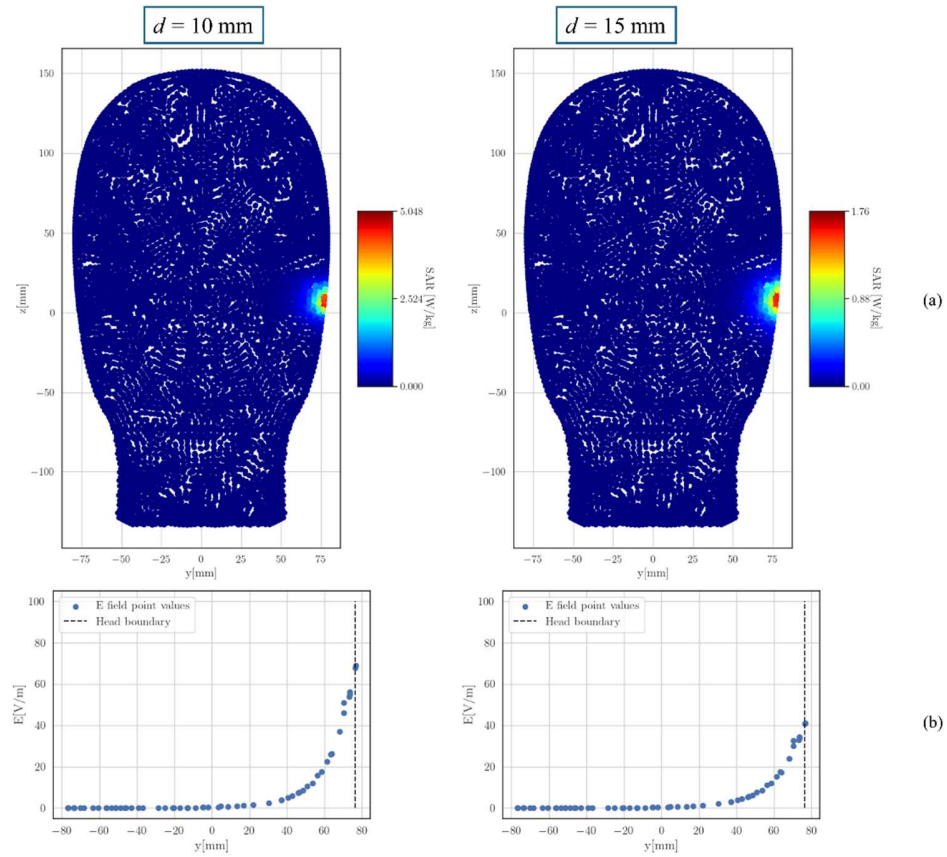 d = 10 mm
d = 15 mm
150
100
50
0
−50
−100
z[mm]
−75 −50 −25 0 25 50 75
y[mm]
5.048
2.524
0.000
SAR [W/kg]
150
100
50
0
−50
−100
z[mm]
−75 −50 −25 0 25 50 75
y[mm]
1.76
0.88
0.00
SAR [W/kg]
(a)
100
80
60
40
20
0
E[V/m]
E field point values
Head boundary
−80 −60 −40 −20 0 20 40 60 80
y[mm]
100
80
60
40
20
0
E[V/m]
E field point values
Head boundary
−80 −60 −40 −20 0 20 40 60 80
y[mm]
(b)